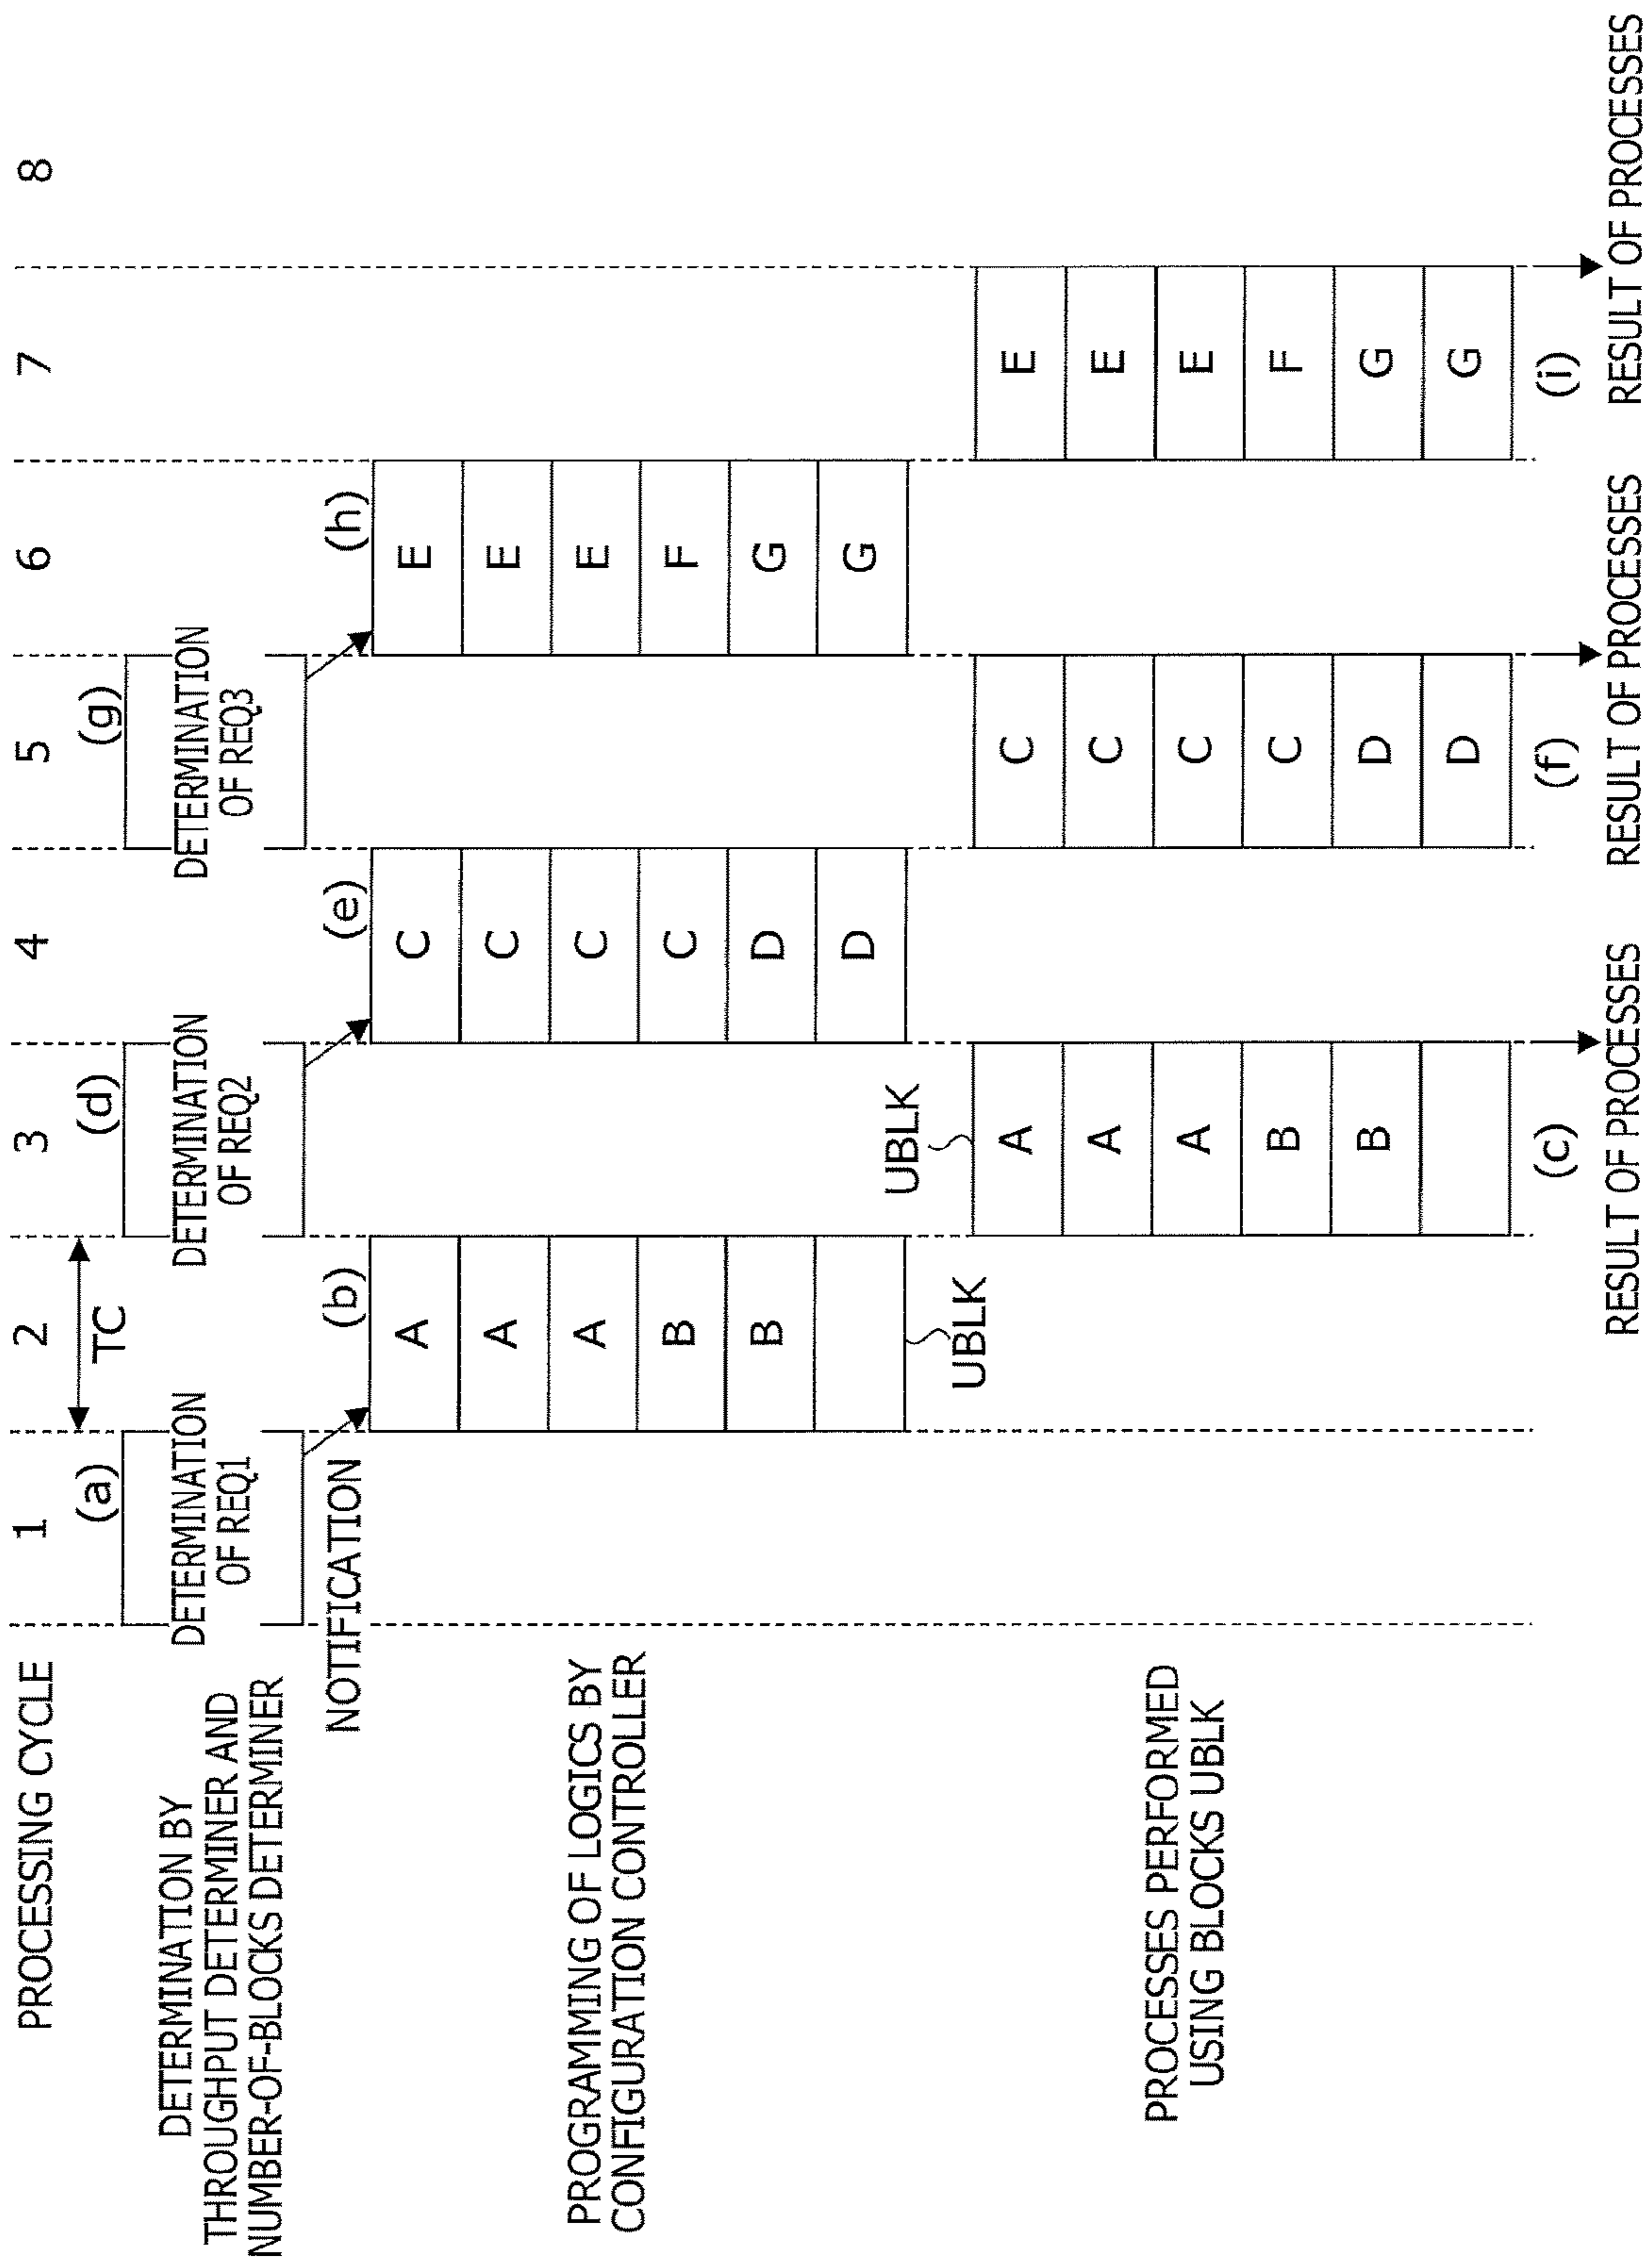 PROCESSING CYCLE
1
2
3
4
5
6
7
8
TC
(a)
(d)
(g)
DETERMINATION BY
THROUGHPUT DETERMINER AND
NUMBER-OF-BLOCKS DETERMINER
DETERMINATION
OF REQ1
DETERMINATION
OF REQ2
DETERMINATION
OF REQ3
NOTIFICATION
(b)
(e)
(h)
PROGRAMMING OF LOGICS BY
CONFIGURATION CONTROLLER
A
A
A
B
B
UBLK
C
C
C
C
D
D
E
E
E
F
G
G
PROCESSES PERFORMED
USING BLOCKS UBLK
UBLK
A
A
A
B
B
(c)
C
C
C
C
D
D
(f)
E
E
E
F
G
G
(i)
RESULT OF PROCESSES
RESULT OF PROCESSES
RESULT OF PROCESSES